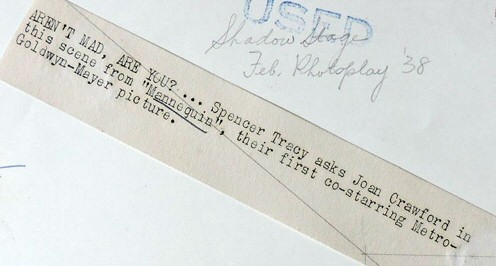 USED
Shadow Stage
Feb. Photoplay '38
AREN'T MAD, ARE YOU?... Spencer Tracy asks Joan Crawford in
this scene from "Mannequin", their first co-starring Metro-
Goldwyn-Mayer picture.